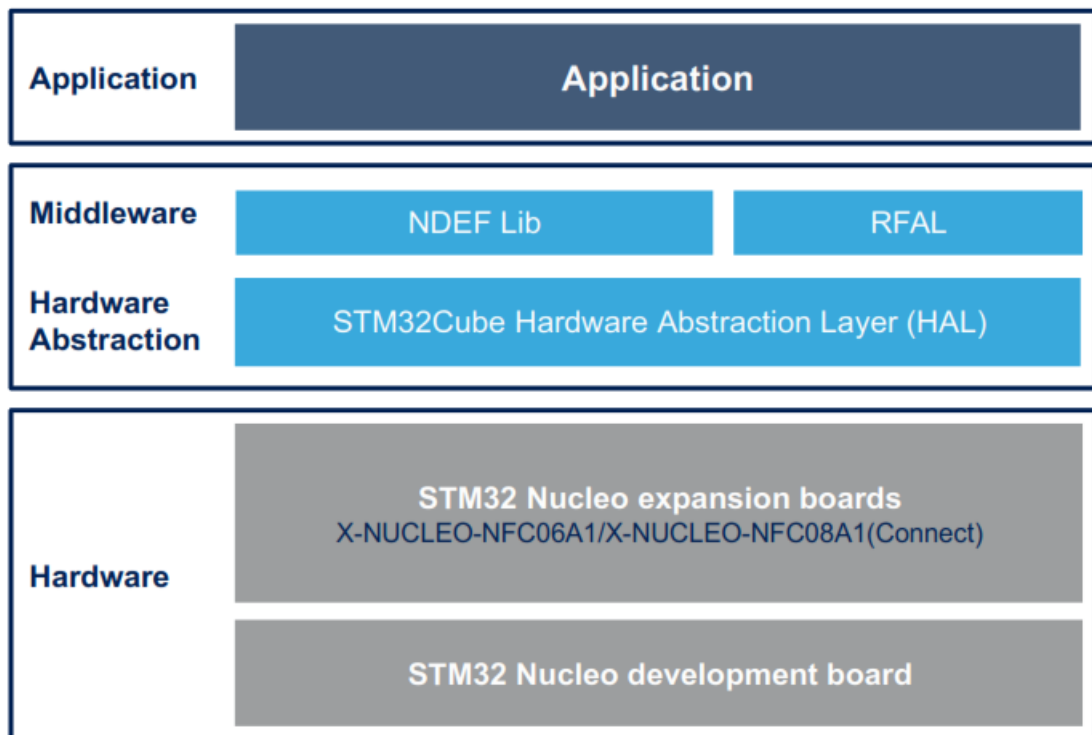 Application
Application
Middleware
NDEF Lib
RFAL
Hardware
Abstraction
STM32Cube Hardware Abstraction Layer (HAL)
Hardware
STM32 Nucleo expansion boards
X-NUCLEO-NFC06A1/X-NUCLEO-NFC08A1(Connect)
STM32 Nucleo development board